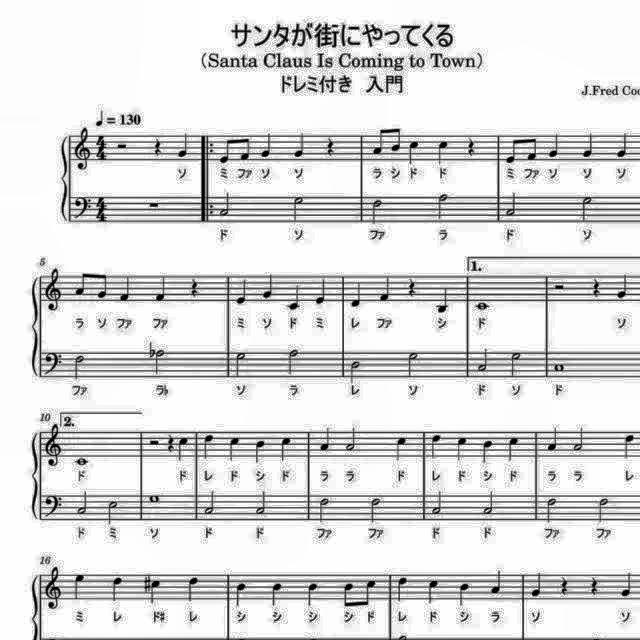 サンタが街にやってくる
（Santa Claus Is Coming to Town）
ドレミ付き 入門
J.Fred Coo
♩= 130
ソ ミ ファ ソ ソ ラ シ ド ド ミ ファ ソ ソ ソ
ド ソ ファ ラ ド ソ
5
1.
ラ ソ ファ ファ ミ ソ ド ミ レ ファ シ ド ソ
ファ ラ♭ ソ ラ レ ソ ド ソ ド
10
2.
ド ド レ ド シ ド ラ ラ ド レ ド シ ド ラ ラ レ
ド ミ ソ ド ド ファ ファ ド ド ファ ファ
16
ミ レ ド# レ シ シ シ シ ド レ ド シ ラ ソ ソ